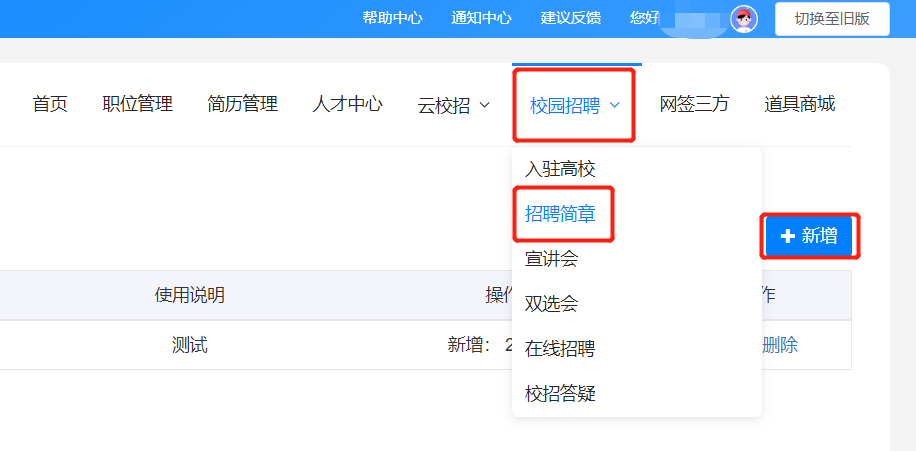 帮助中心 通知中心 建议反馈 您好 切换至旧版
首页 职位管理 简历管理 人才中心 云校招 校园招聘 网签三方 道具商城
入驻高校
招聘简章
新增
宣讲会
使用说明 操 作
双选会
测试 新增： 2 删除
在线招聘
校招答疑